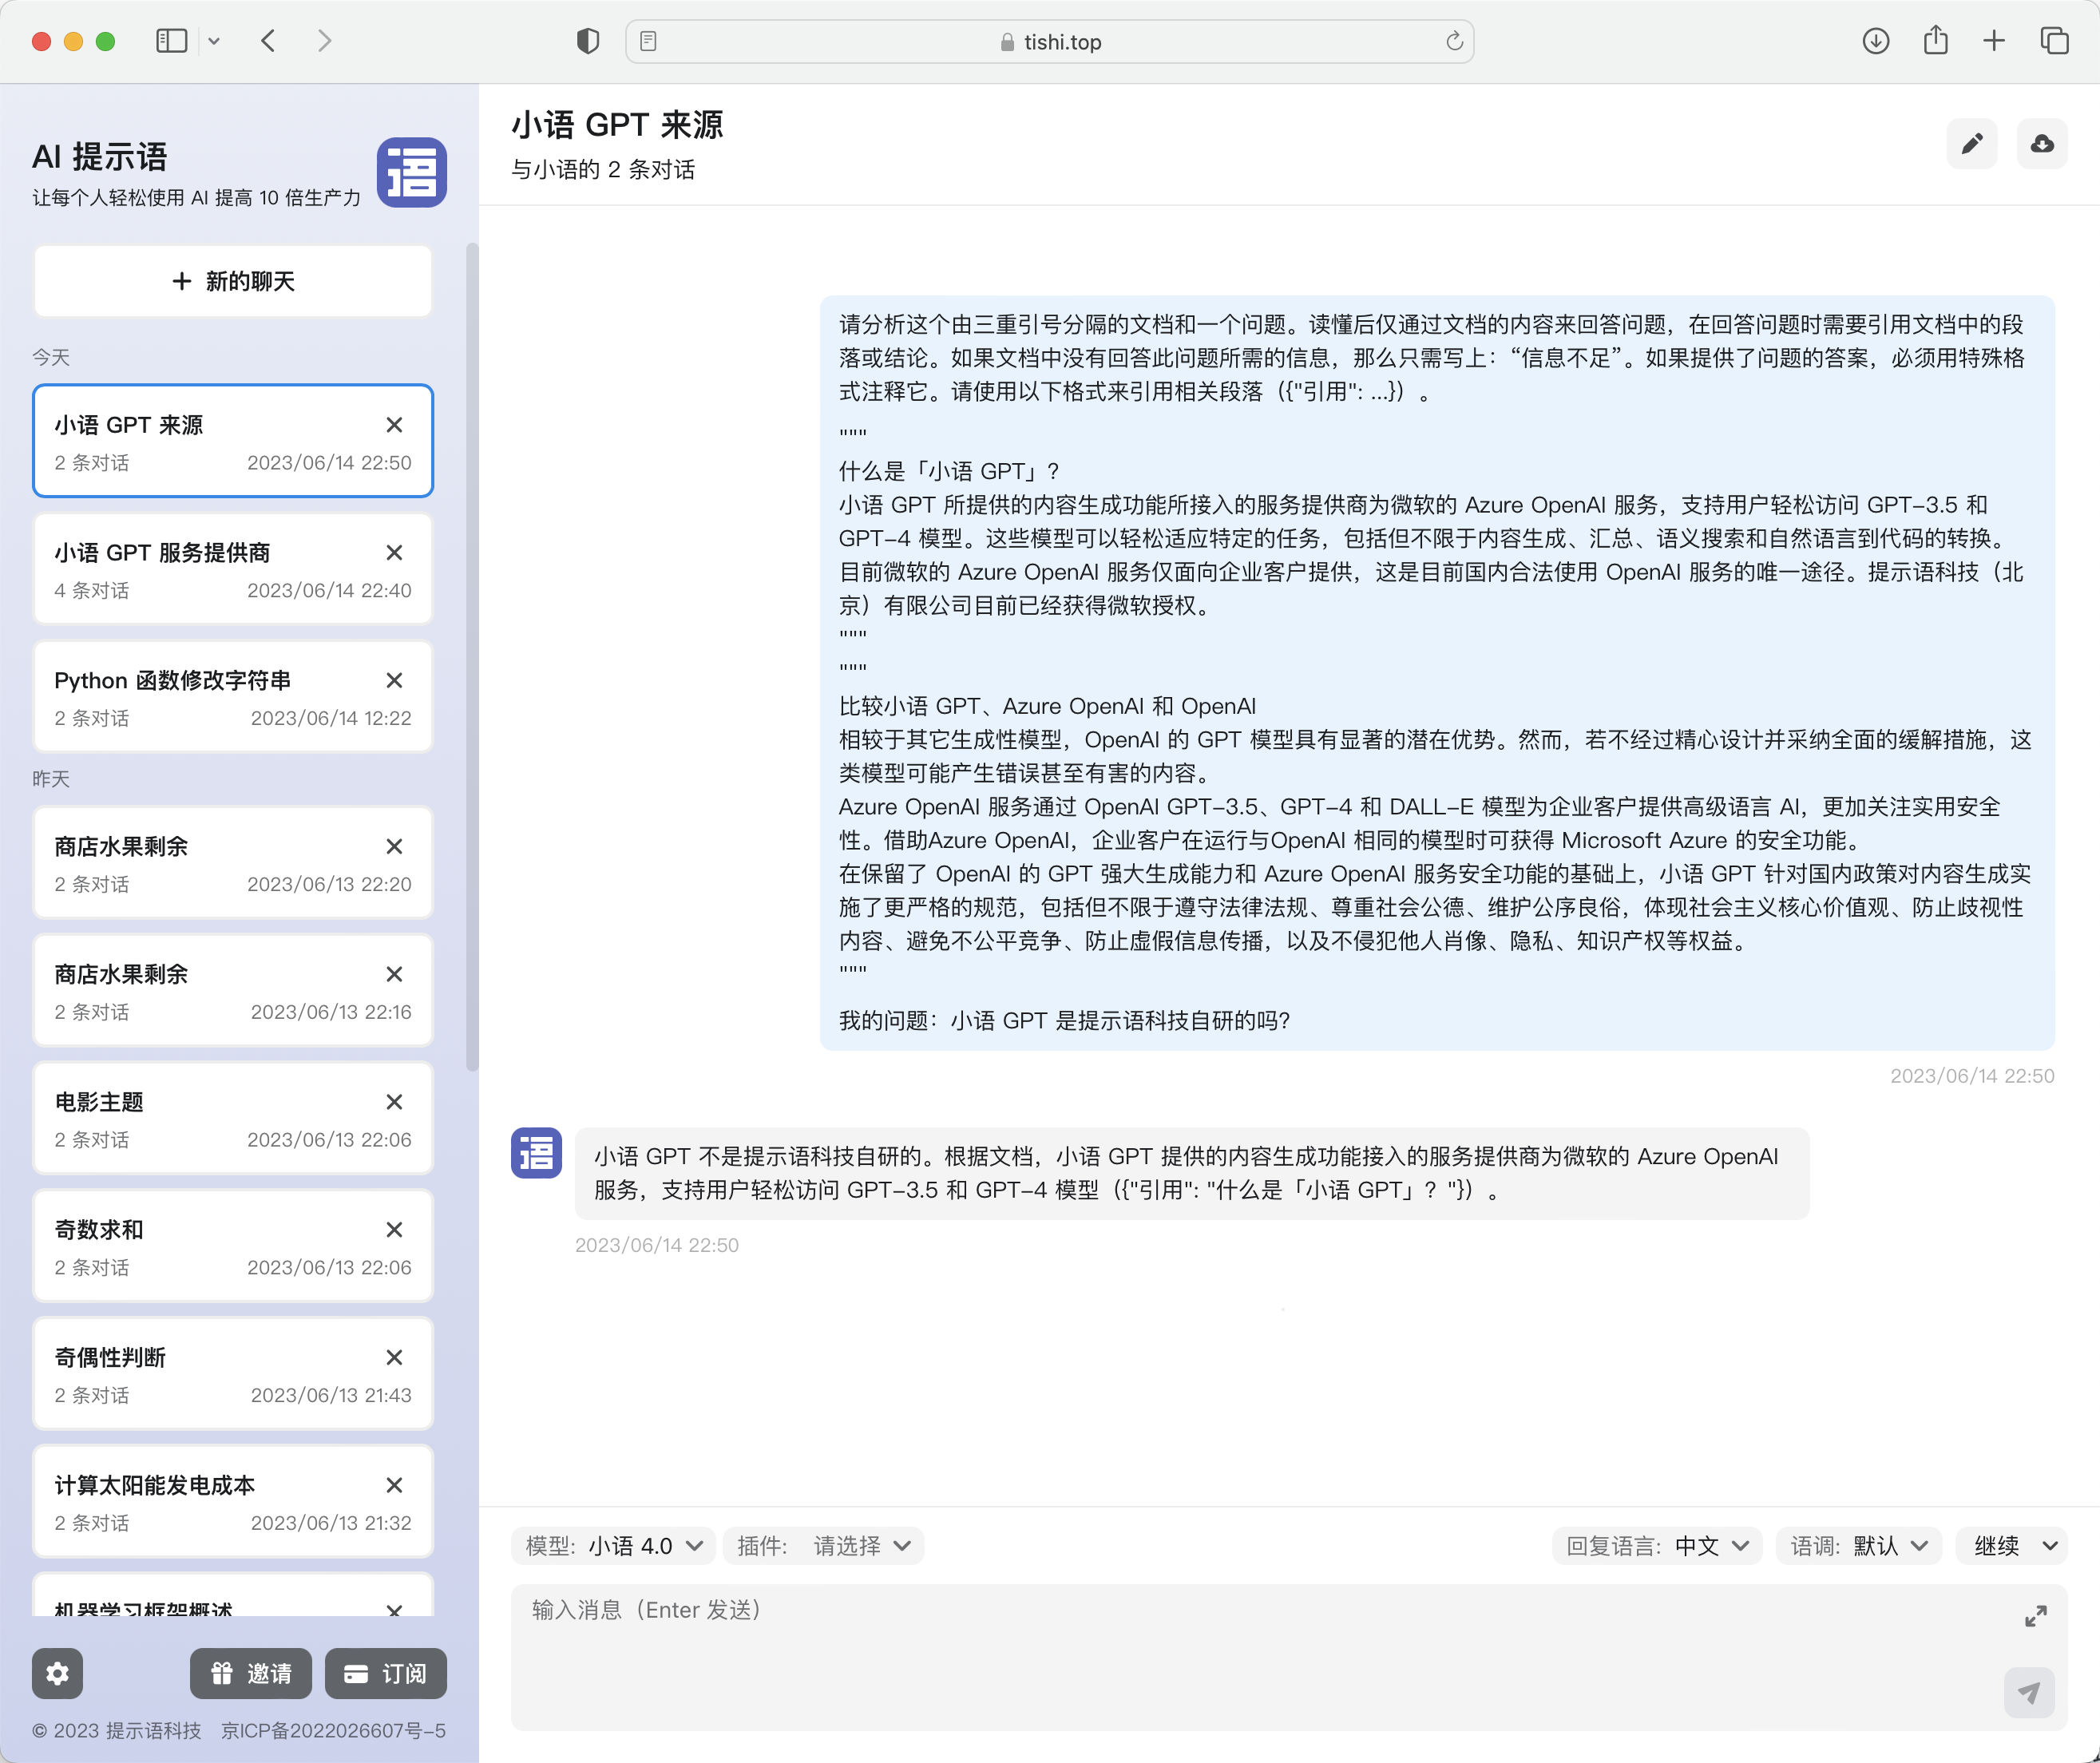 tishi.top
AI 提示语
让每个人轻松使用 AI 提高 10 倍生产力
语
新的聊天
今天
小语 GPT 来源
2 条对话 2023/06/14 22:50
小语 GPT 服务提供商
4 条对话 2023/06/14 22:40
Python 函数修改字符串
2 条对话 2023/06/14 12:22
昨天
商店水果剩余
2 条对话 2023/06/13 22:20
商店水果剩余
2 条对话 2023/06/13 22:16
电影主题
2 条对话 2023/06/13 22:06
奇数求和
2 条对话 2023/06/13 22:06
奇偶性判断
2 条对话 2023/06/13 21:43
计算太阳能发电成本
2 条对话 2023/06/13 21:32
机器学习框架概述
邀请
订阅
© 2023 提示语科技 京ICP备2022026607号-5
小语 GPT 来源
与小语的 2 条对话
请分析这个由三重引号分隔的文档和一个问题。读懂后仅通过文档的内容来回答问题，在回答问题时需要引用文档中的段
落或结论。如果文档中没有回答此问题所需的信息，那么只需写上：“信息不足”。如果提供了问题的答案，必须用特殊格
式注释它。请使用以下格式来引用相关段落（{"引用": ...}）。
"""
什么是「小语 GPT」?
小语 GPT 所提供的内容生成功能所接入的服务提供商为微软的 Azure OpenAI 服务，支持用户轻松访问 GPT-3.5 和
GPT-4 模型。这些模型可以轻松适应特定的任务，包括但不限于内容生成、汇总、语义搜索和自然语言到代码的转换。
目前微软的 Azure OpenAI 服务仅面向企业客户提供，这是目前国内合法使用 OpenAI 服务的唯一途径。提示语科技（北
京）有限公司目前已经获得微软授权。
"""
"""
比较小语 GPT、Azure OpenAI 和 OpenAI
相较于其它生成性模型，OpenAI 的 GPT 模型具有显著的潜在优势。然而，若不经过精心设计并采纳全面的缓解措施，这
类模型可能产生错误甚至有害的内容。
Azure OpenAI 服务通过 OpenAI GPT-3.5、GPT-4 和 DALL-E 模型为企业客户提供高级语言 AI，更加关注实用安全
性。借助Azure OpenAI，企业客户在运行与OpenAI 相同的模型时可获得 Microsoft Azure 的安全功能。
在保留了 OpenAI 的 GPT 强大生成能力和 Azure OpenAI 服务安全功能的基础上，小语 GPT 针对国内政策对内容生成实
施了更严格的规范，包括但不限于遵守法律法规、尊重社会公德、维护公序良俗，体现社会主义核心价值观、防止歧视性
内容、避免不公平竞争、防止虚假信息传播，以及不侵犯他人肖像、隐私、知识产权等权益。
"""
我的问题：小语 GPT 是提示语科技自研的吗?
2023/06/14 22:50
语
小语 GPT 不是提示语科技自研的。根据文档，小语 GPT 提供的内容生成功能接入的服务提供商为微软的 Azure OpenAI
服务，支持用户轻松访问 GPT-3.5 和 GPT-4 模型（{"引用": "什么是「小语 GPT」？"}）。
2023/06/14 22:50
模型: 小语 4.0 插件: 请选择 回复语言: 中文 语调: 默认 继续
输入消息（Enter 发送）